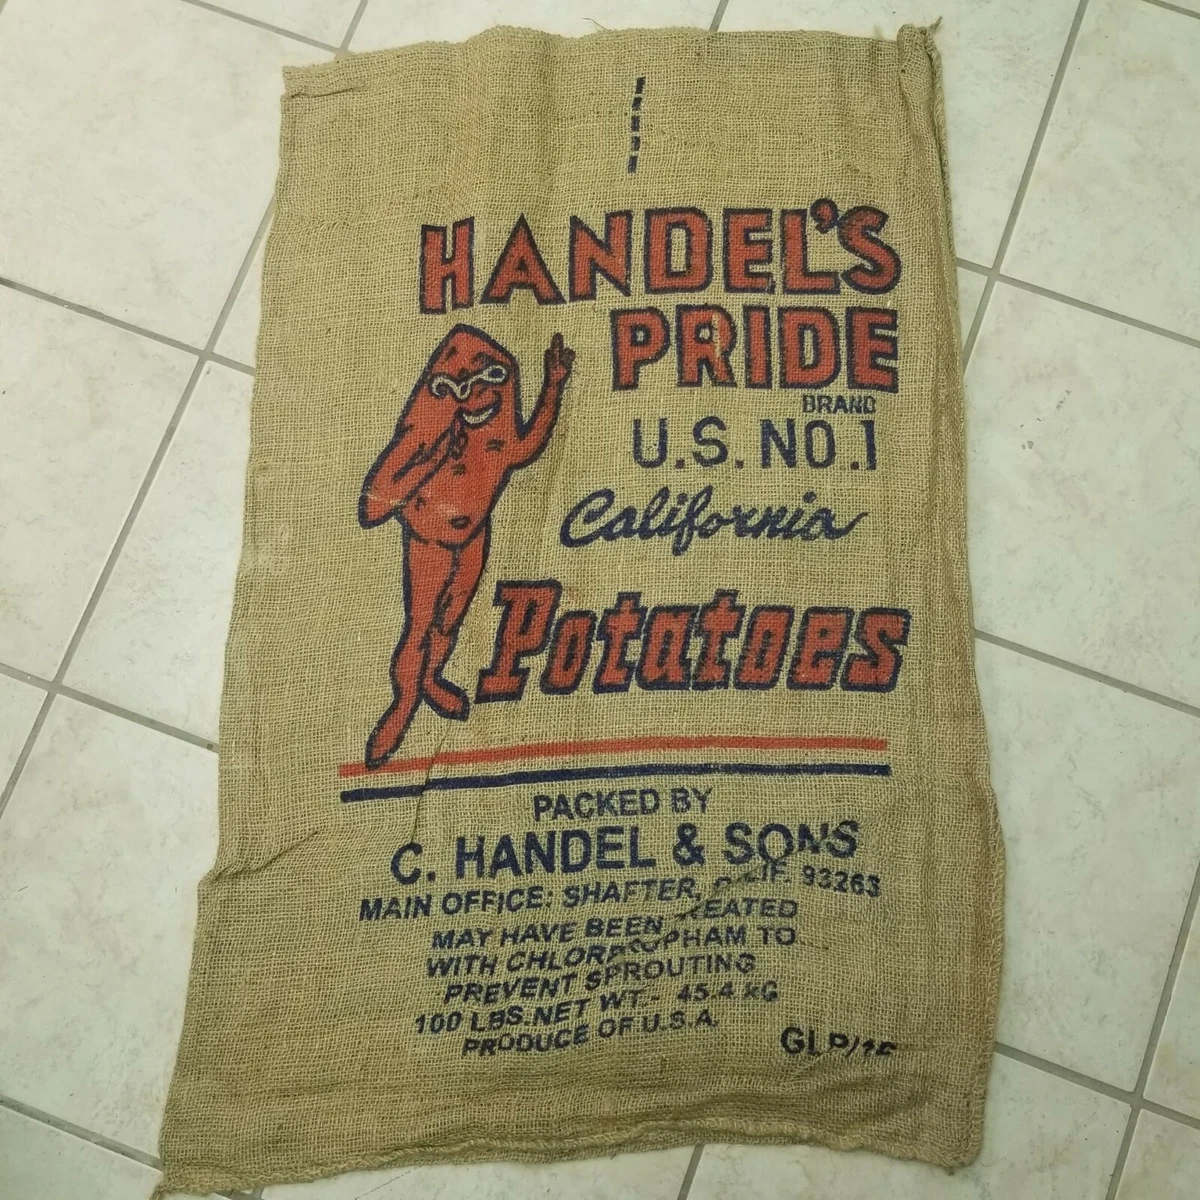 HANDEL'S
PRIDE
BRAND
U.S. NO.1
California
Potatoes
PACKED BY
C. HANDEL & SONS
MAIN OFFICE: SHAFTER, CALIF. 93263
MAY HAVE BEEN TREATED
WITH CHLORPROPHAM TO
PREVENT SPROUTING
100 LBS. NET WT.- 45.4 KG
PRODUCE OF U.S.A.